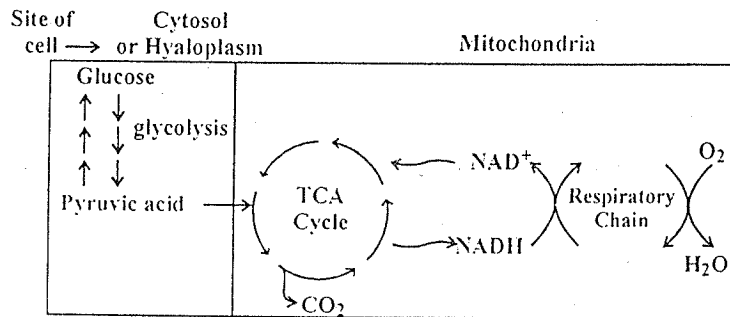 Site of Cytosol
cell → or Hyaloplasm Mitochondria
Glucose
glycolysis
Pyruvic acid
TCA
Cycle
CO₂
NAD⁺
NADH
Respiratory
Chain
O₂
H₂O